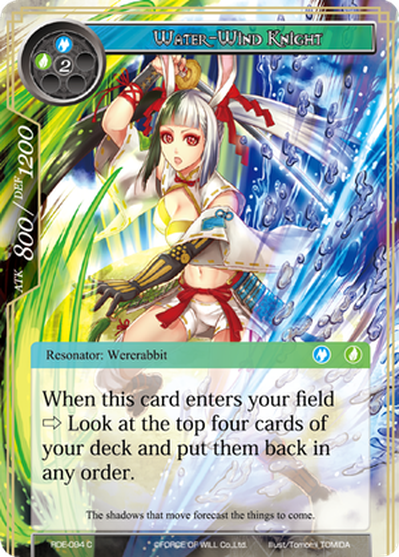 Water-Wind Knight
2
ATK 800 / DEF 1200
Resonator: Wererabbit
When this card enters your field
⇨ Look at the top four cards of
your deck and put them back in
any order.
The shadows that move forecast the things to come.
RDE-094 C
©FORCE OF WILL Co.,Ltd.
Illust/Tomomi TOMIDA